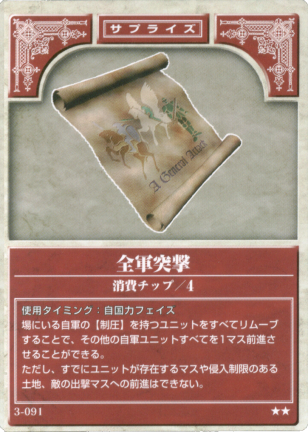 サプライズ
全軍突撃
消費チップ/4
使用タイミング:自国力フェイズ
場にいる自軍の【制圧】を持つユニットをすべてリムーブ
することで、その他の自軍ユニットすべてを1マス前進さ
せることができる。
ただし、すでにユニットが存在するマスや侵入制限のある
土地、敵の出撃マスへの前進はできない。
3-091
★★